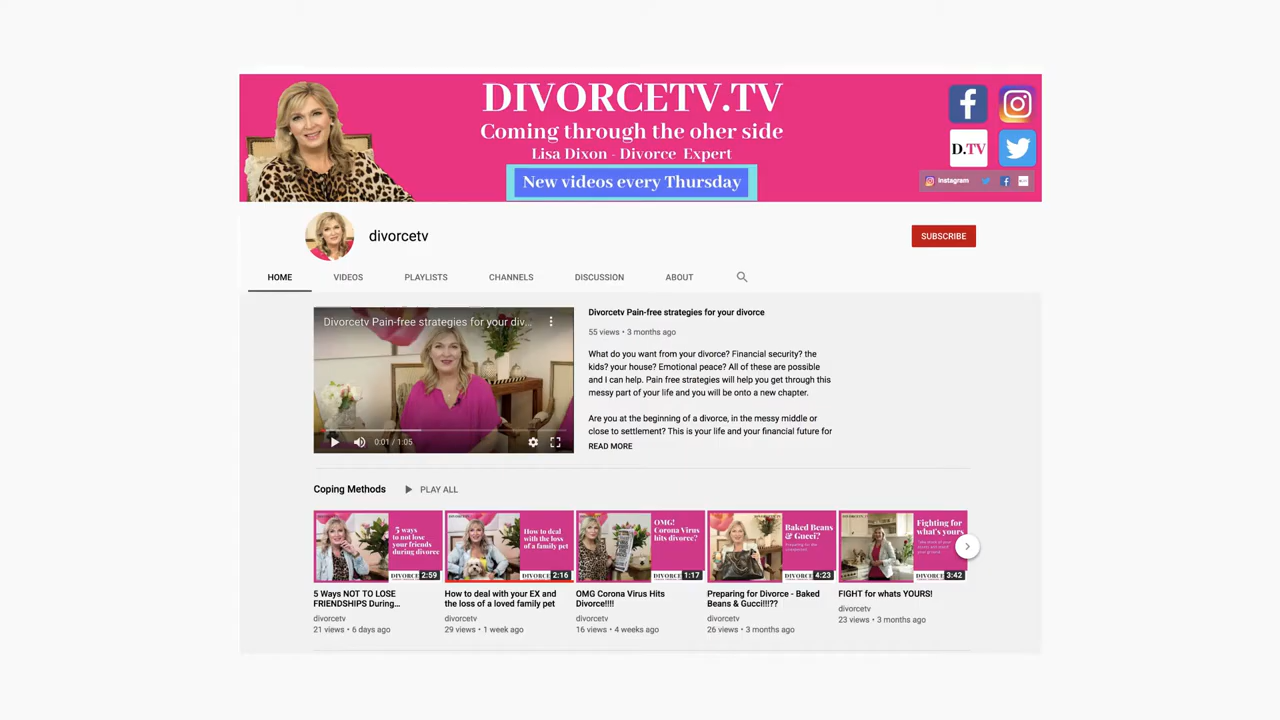 DIVORCETV.TV
Coming through the oher side
Lisa Dixon - Divorce Expert
New videos every Thursday
D.TV
Instagram
divorcetv
SUBSCRIBE
HOME
VIDEOS
PLAYLISTS
CHANNELS
DISCUSSION
ABOUT
Divorcetv Pain-free strategies for your div...
0:01 / 1:05
Divorcetv Pain-free strategies for your divorce
55 views • 3 months ago
What do you want from your divorce? Financial security? the
kids? your house? Emotional peace? All of these are possible
and I can help. Pain free strategies will help you get through this
messy part of your life and you will be onto a new chapter.
Are you at the beginning of a divorce, in the messy middle or
close to settlement? This is your life and your financial future for
READ MORE
Coping Methods
PLAY ALL
5 ways
to not lose
your friends
during divorce
DIVORCE
2:59
5 Ways NOT TO LOSE
FRIENDSHIPS During...
divorcetv
21 views • 6 days ago
How to deal
with the loss
of a family pet
DIVORCE
2:16
How to deal with your EX and
the loss of a loved family pet
divorcetv
29 views • 1 week ago
OMG!
Corona Virus
hits divorce?
DIVORCE
1:17
OMG Corona Virus Hits
Divorce!!!!
divorcetv
16 views • 4 weeks ago
Baked Beans
& Gucci?
Preparing for the
unexpected
DIVORCE
4:23
Preparing for Divorce - Baked
Beans & Gucci!!!??
divorcetv
26 views • 3 months ago
Fighting for
what's yours
DIVORCE
3:42
FIGHT for whats YOURS!
divorcetv
23 views • 3 months ago